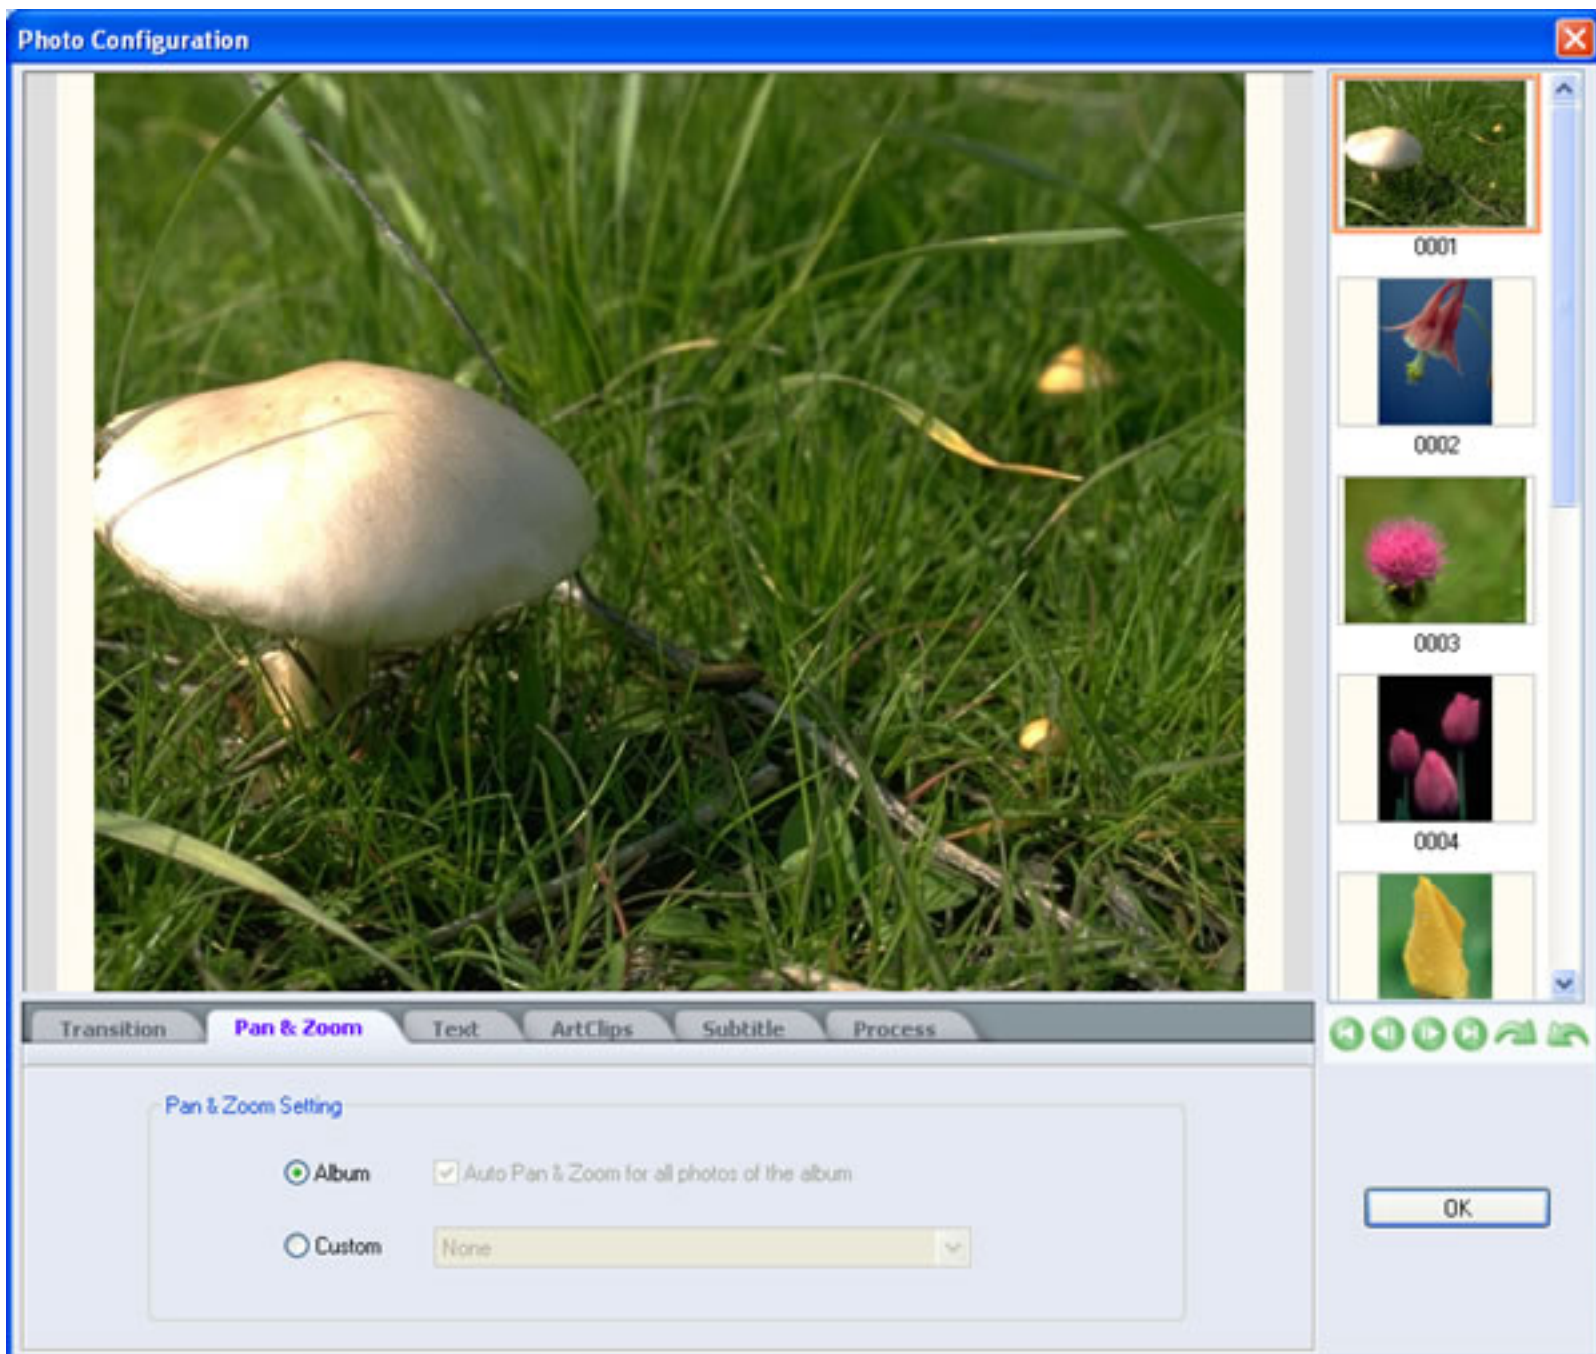 Photo Configuration
0001
0002
0003
0004
Transition
Pan & Zoom
Text
ArtClips
Subtitle
Process
Pan & Zoom Setting
Album
Auto Pan & Zoom for all photos of the album
Custom
None
OK